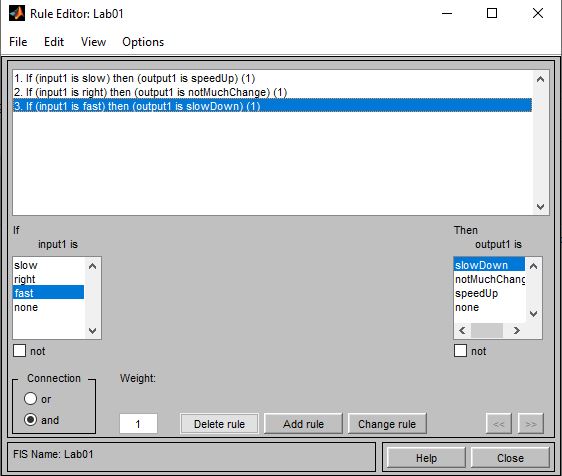 Rule Editor: Lab01
File Edit View Options
1. If (input1 is slow) then (output1 is speedUp) (1)
2. If (input1 is right) then (output1 is notMuchChange) (1)
3. If (input1 is fast) then (output1 is slowDown) (1)
If
input1 is
Then
output1 is
slow
right
fast
none
slowDown
notMuchChang
speedUp
none
not
not
Connection
or
and
Weight:
1
Delete rule
Add rule
Change rule
<<
>>
FIS Name: Lab01
Help
Close